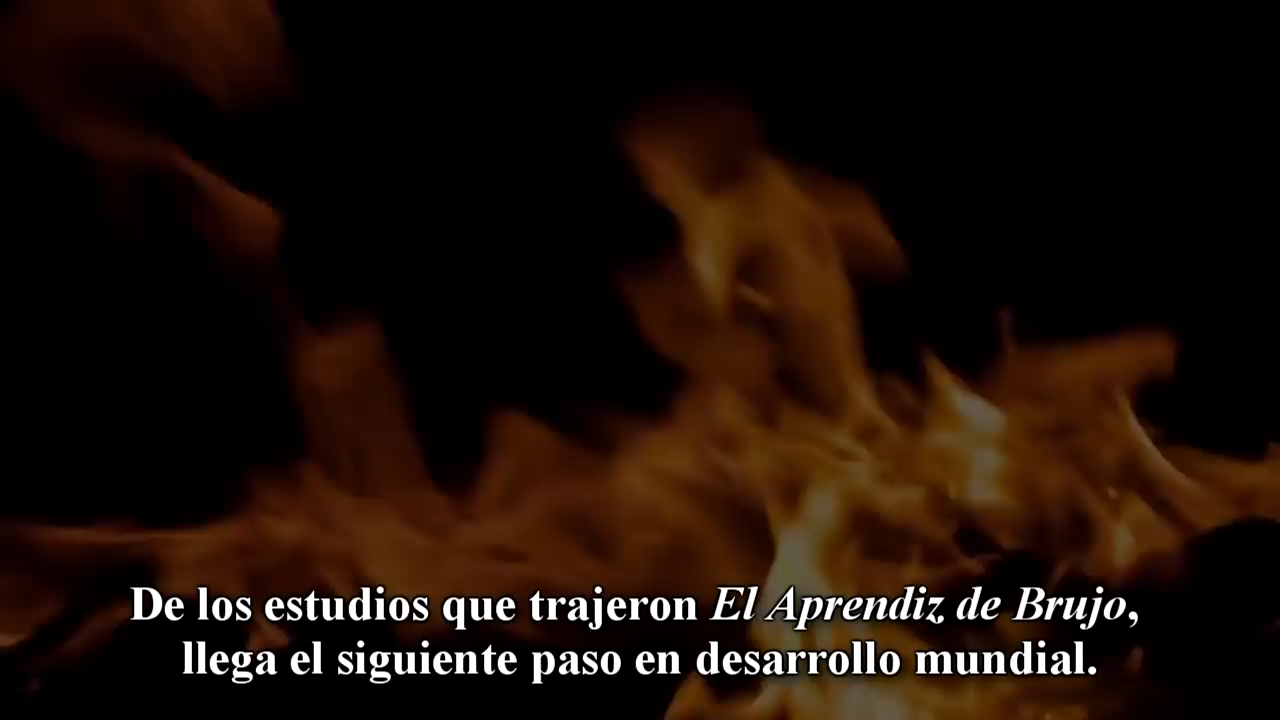 De los estudios que trajeron El Aprendiz de Brujo,
llega el siguiente paso en desarrollo mundial.